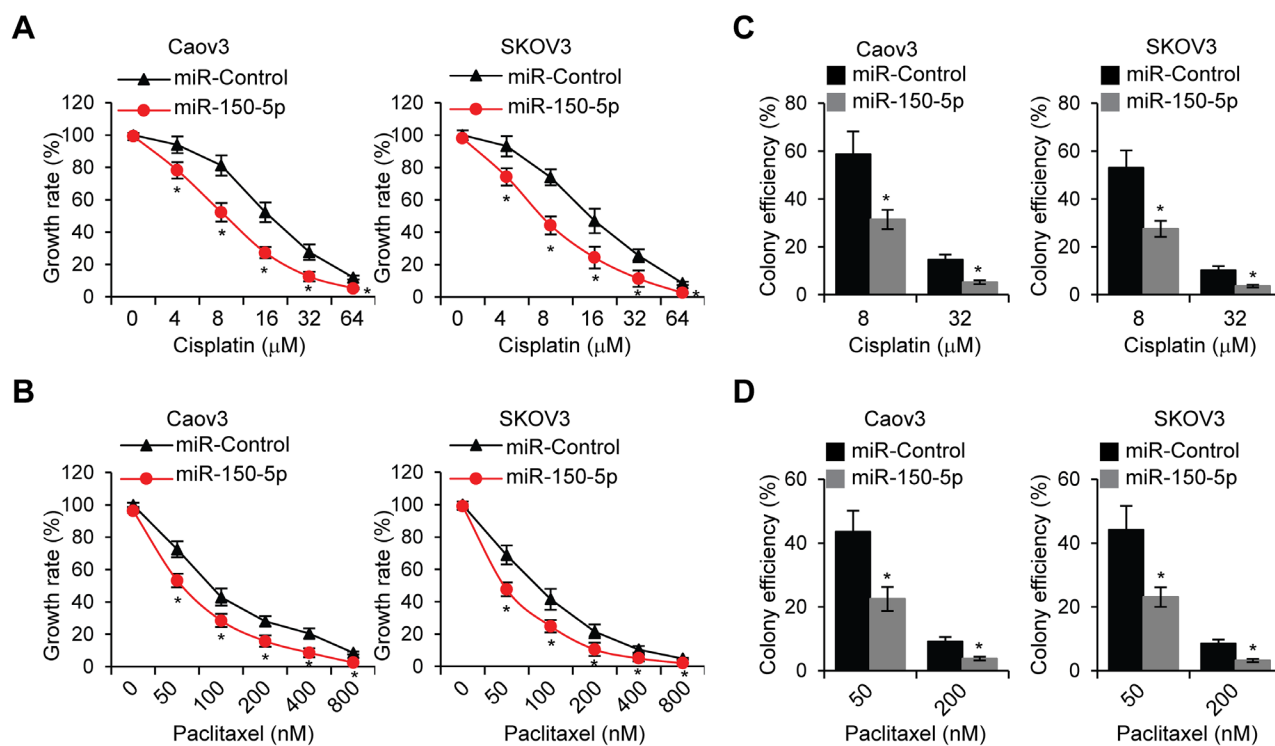 A
Caov3
miR-Control
miR-150-5p
Growth rate (%)
120
100
80
60
40
20
0
0 4 8 16 32 64
Cisplatin (μM)
* * * * *
SKOV3
miR-Control
miR-150-5p
Growth rate (%)
120
100
80
60
40
20
0
0 4 8 16 32 64
Cisplatin (μM)
* * * * *
C
Caov3
miR-Control
miR-150-5p
Colony efficiency (%)
80
60
40
20
0
* *
8 32
Cisplatin (μM)
SKOV3
miR-Control
miR-150-5p
Colony efficiency (%)
80
60
40
20
0
* *
8 32
Cisplatin (μM)
B
Caov3
miR-Control
miR-150-5p
Growth rate (%)
120
100
80
60
40
20
0
* * * * *
0 50 100 200 400 800
Paclitaxel (nM)
SKOV3
miR-Control
miR-150-5p
Growth rate (%)
120
100
80
60
40
20
0
* * * * *
0 50 100 200 400 800
Paclitaxel (nM)
D
Caov3
miR-Control
miR-150-5p
Colony efficiency (%)
60
40
20
0
* *
50 200
Paclitaxel (nM)
SKOV3
miR-Control
miR-150-5p
Colony efficiency (%)
60
40
20
0
* *
50 200
Paclitaxel (nM)